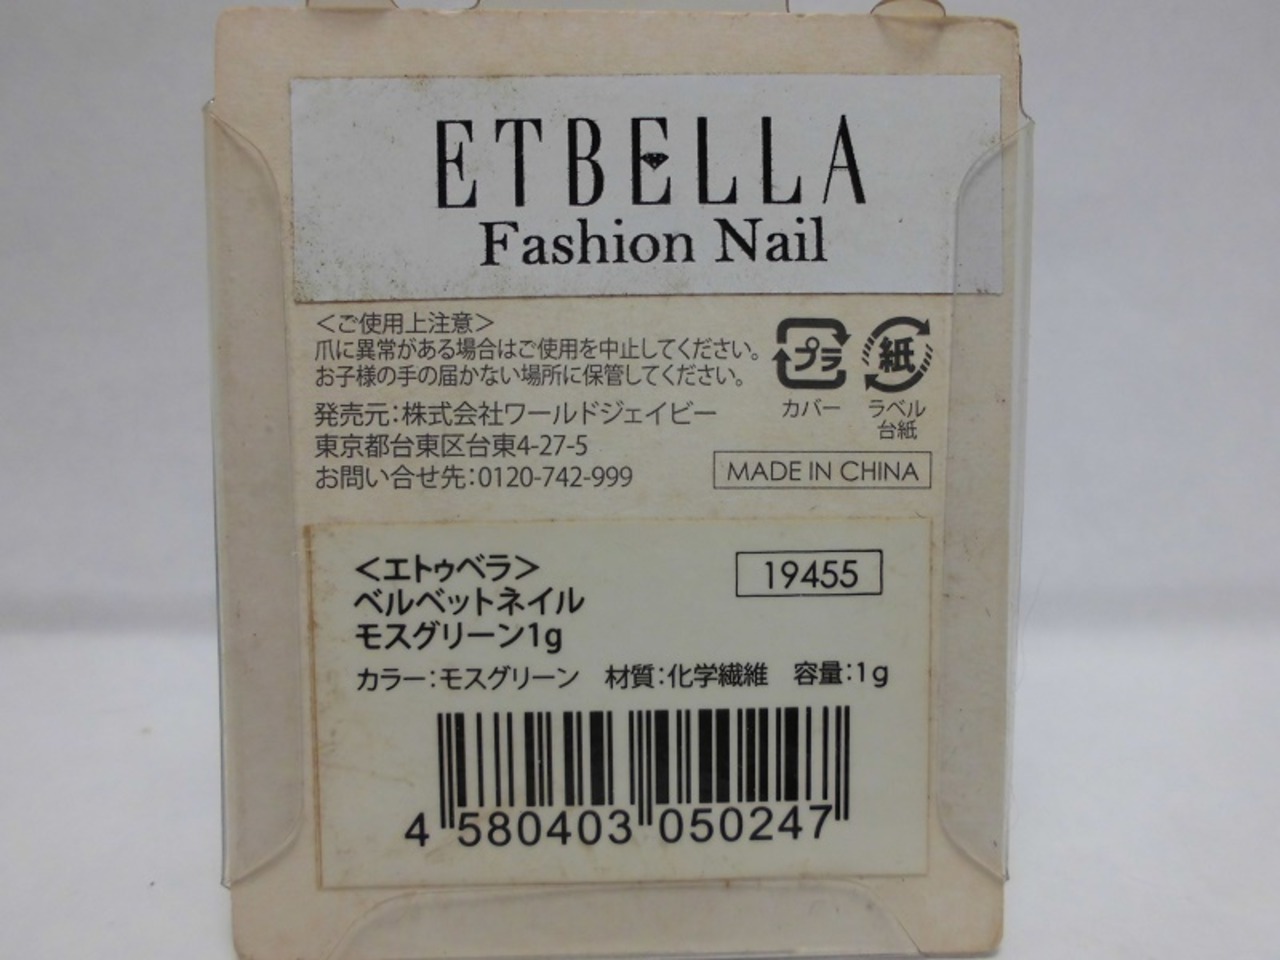 ETBELLA
Fashion Nail
＜ご使用上注意＞
爪に異常がある場合はご使用を中止してください。
お子様の手の届かない場所に保管してください。
プラ
紙
カバー
ラベル
台紙
発売元：株式会社ワールドジェイビー
東京都台東区台東4-27-5
お問い合せ先：0120-742-999
MADE IN CHINA
＜エトゥベラ＞
19455
ベルベットネイル
モスグリーン1g
カラー：モスグリーン　材質：化学繊維　容量：1g
4 580403 050247